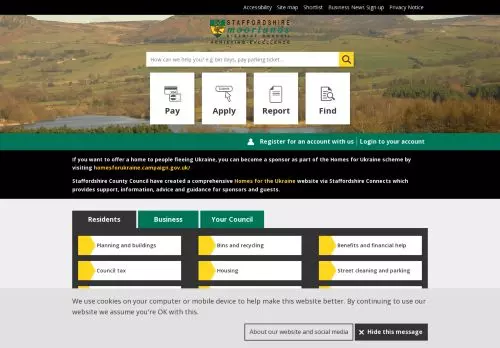 Accessibility Site map Shortlist Business News Sign-up Privacy Notice
STAFFORDSHIRE
moorlands
DISTRICT COUNCIL
ACHIEVING EXCELLENCE
How can we help you? e.g bin days, pay parking ticket...
Pay Apply Report Find
Register for an account with us | Login to your account
If you want to offer a home to people fleeing Ukraine, you can become a sponsor as part of the Homes for Ukraine scheme by
visiting homesforukraine.campaign.gov.uk/
Staffordshire County Council have created a comprehensive Homes for the Ukraine website via Staffordshire Connects which
provides support, information, advice and guidance for sponsors and guests.
Residents Business Your Council
Planning and buildings Bins and recycling Benefits and financial help
Council tax Housing Street cleaning and parking
We use cookies on your computer or mobile device to help make this website better. By continuing to use our
website we assume you're OK with this.
About our website and social media × Hide this message